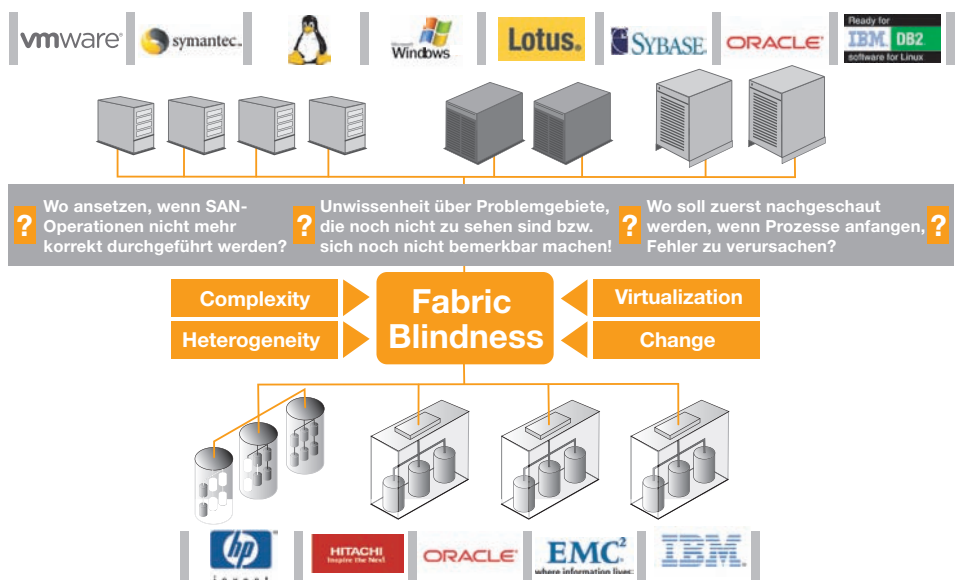 vmware
symantec.
Microsoft
Windows
Lotus.
SYBASE
ORACLE
Ready for
IBM. DB2.
software for Linux
? Wo ansetzen, wenn SAN-
Operationen nicht mehr
korrekt durchgeführt werden?
? Unwissenheit über Problemgebiete,
die noch nicht zu sehen sind bzw.
sich noch nicht bemerkbar machen!
? Wo soll zuerst nachgeschaut
werden, wenn Prozesse anfangen,
Fehler zu verursachen?
?
Complexity
Heterogeneity
Fabric
Blindness
Virtualization
Change
hp
invent
HITACHI
Inspire the Next
ORACLE
EMC²
where information lives
IBM.